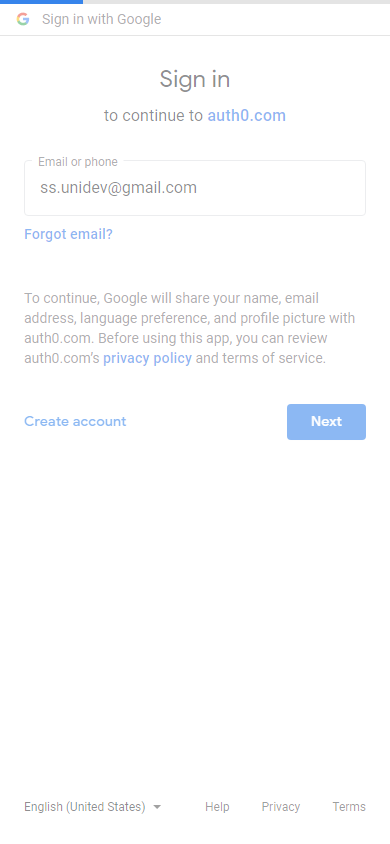 Sign in with Google
Sign in
to continue to auth0.com
Email or phone
ss.unidev@gmail.com
Forgot email?
To continue, Google will share your name, email
address, language preference, and profile picture with
auth0.com. Before using this app, you can review
auth0.com's privacy policy and terms of service.
Create account
Next
English (United States)
Help
Privacy
Terms